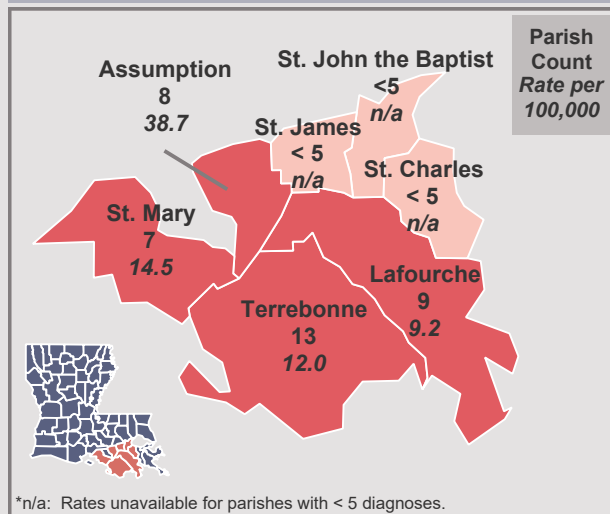 Parish
Count
Rate per
100,000
Assumption
8
38.7
St. John the Baptist
<5
n/a
St. James
< 5
n/a
St. Charles
< 5
n/a
St. Mary
7
14.5
Lafourche
9
9.2
Terrebonne
13
12.0
*n/a: Rates unavailable for parishes with < 5 diagnoses.